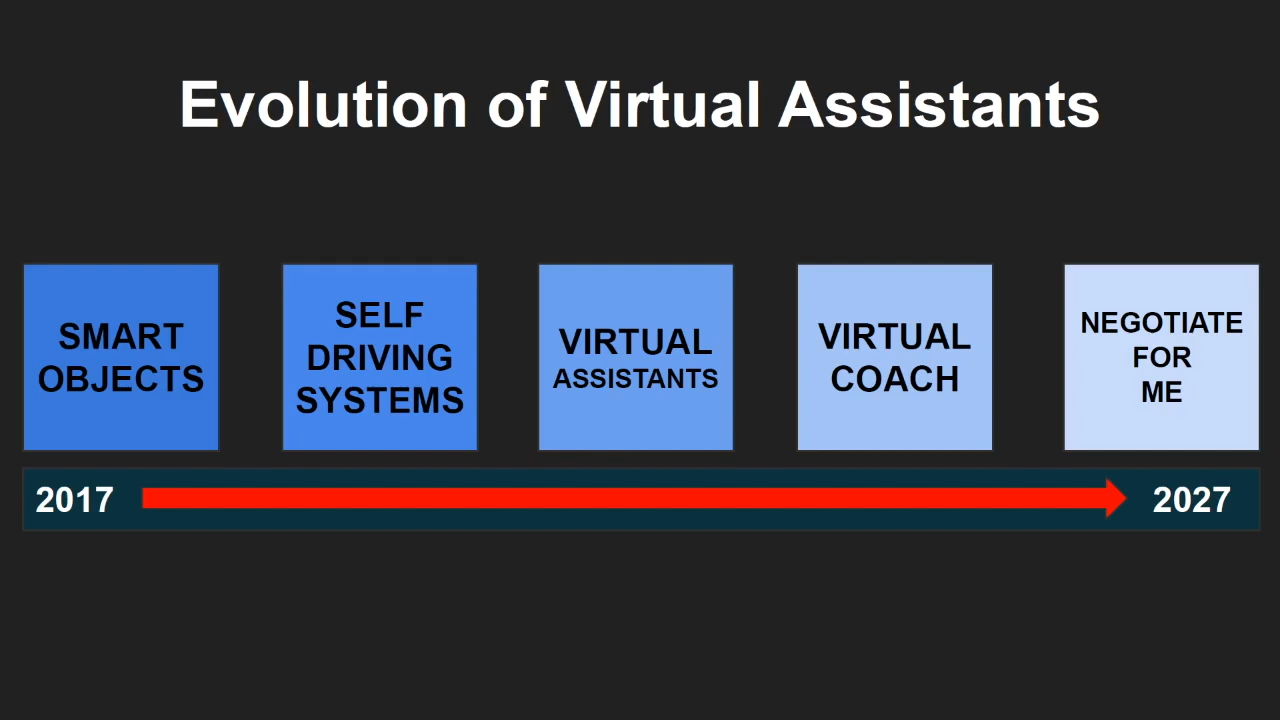 Evolution of Virtual Assistants
SMART
OBJECTS
SELF
DRIVING
SYSTEMS
VIRTUAL
ASSISTANTS
VIRTUAL
COACH
NEGOTIATE
FOR
ME
2017
2027